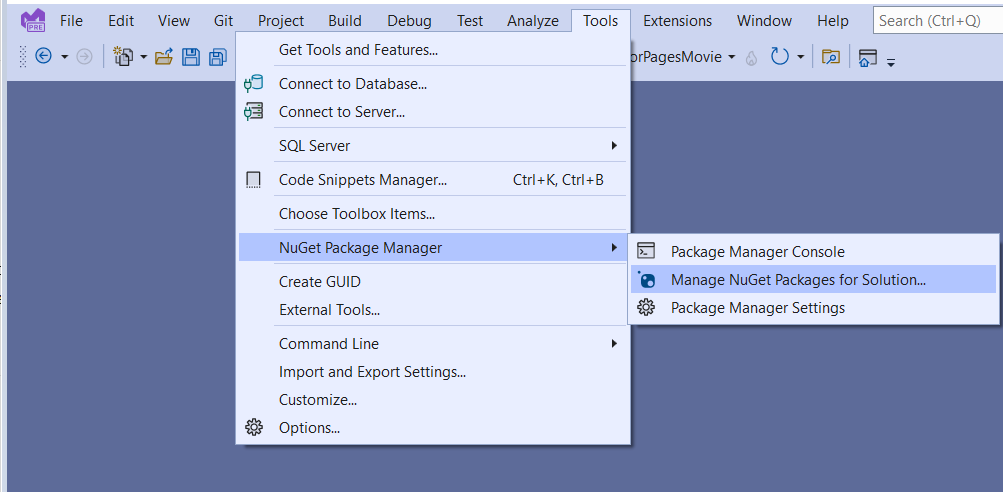 File Edit View Git Project Build Debug Test Analyze Tools Extensions Window Help Search (Ctrl+Q)
PRE
Get Tools and Features...
orPagesMovie
Connect to Database...
Connect to Server...
SQL Server
Code Snippets Manager... Ctrl+K, Ctrl+B
Choose Toolbox Items...
NuGet Package Manager
Package Manager Console
Manage NuGet Packages for Solution...
Package Manager Settings
Create GUID
External Tools...
Command Line
Import and Export Settings...
Customize...
Options...